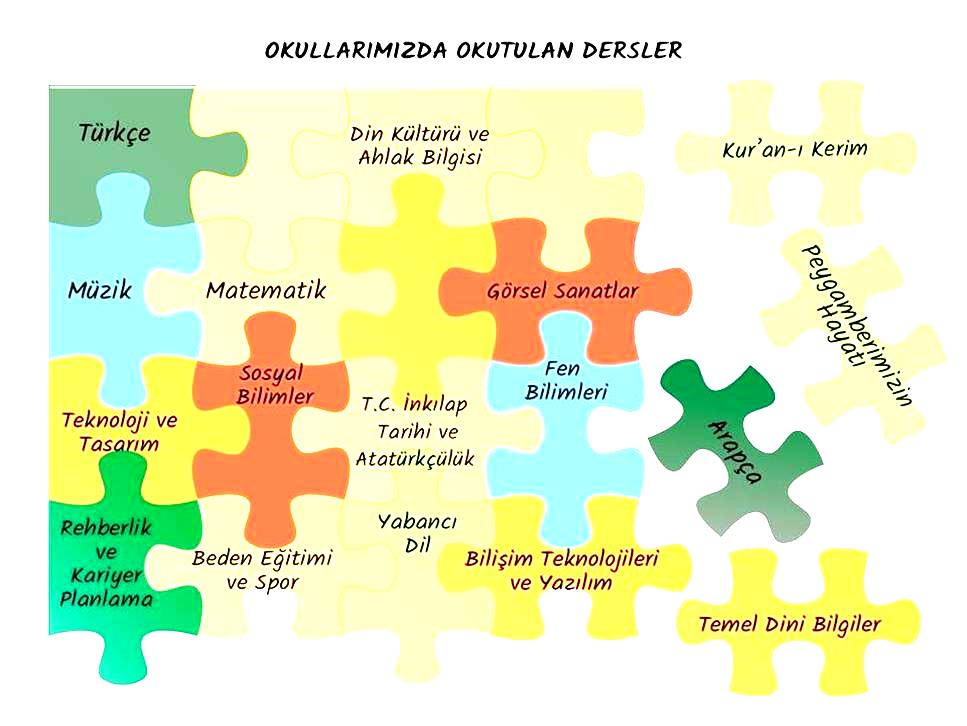 OKULLARIMIZDA OKUTULAN DERSLER
Türkçe
Din Kültürü ve
Ahlak Bilgisi
Kur'an-ı Kerim
Müzik
Matematik
Görsel Sanatlar
Peygamberimizin
Hayatı
Sosyal
Bilimler
Fen
Bilimleri
Teknoloji ve
Tasarım
T.C. İnkılap
Tarihi ve
Atatürkçülük
Arapça
Rehberlik
ve
Kariyer
Planlama
Beden Eğitimi
ve Spor
Yabancı
Dil
Bilişim Teknolojileri
ve Yazılım
Temel Dini Bilgiler